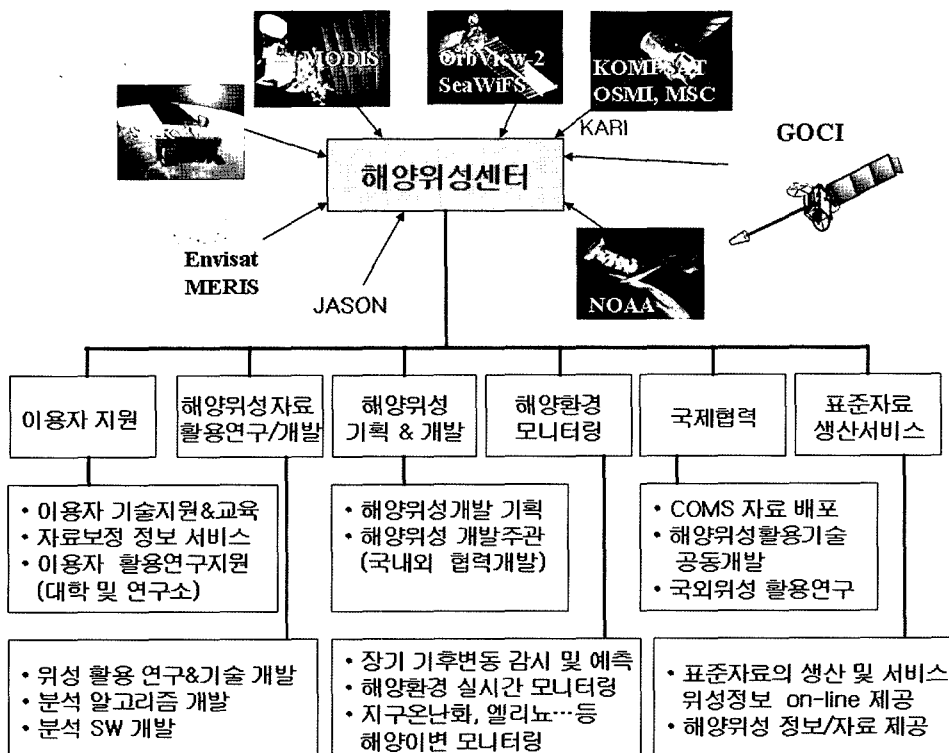 MODIS
OrbView-2
SeaWiFS
KOMPSAT
OSMI, MSC
KARI
GOCI
해양위성센터
Envisat
MERIS
JASON
NOAA
이용자 지원
해양위성자료
활용연구/개발
해양위성
기획 & 개발
해양환경
모니터링
국제협력
표준자료
생산서비스
• 이용자 기술지원&교육
• 자료보정 정보 서비스
• 이용자 활용연구지원
(대학 및 연구소)
• 해양위성개발 기획
• 해양위성 개발주관
(국내외 협력개발)
• COMS 자료 배포
• 해양위성활용기술
공동개발
• 국외위성 활용연구
• 위성 활용 연구&기술 개발
• 분석 알고리즘 개발
• 분석 SW 개발
• 장기 기후변동 감시 및 예측
• 해양환경 실시간 모니터링
• 지구온난화, 엘리뇨…등
해양이변 모니터링
• 표준자료의 생산 및 서비스
위성정보 on-line 제공
• 해양위성 정보/자료 제공